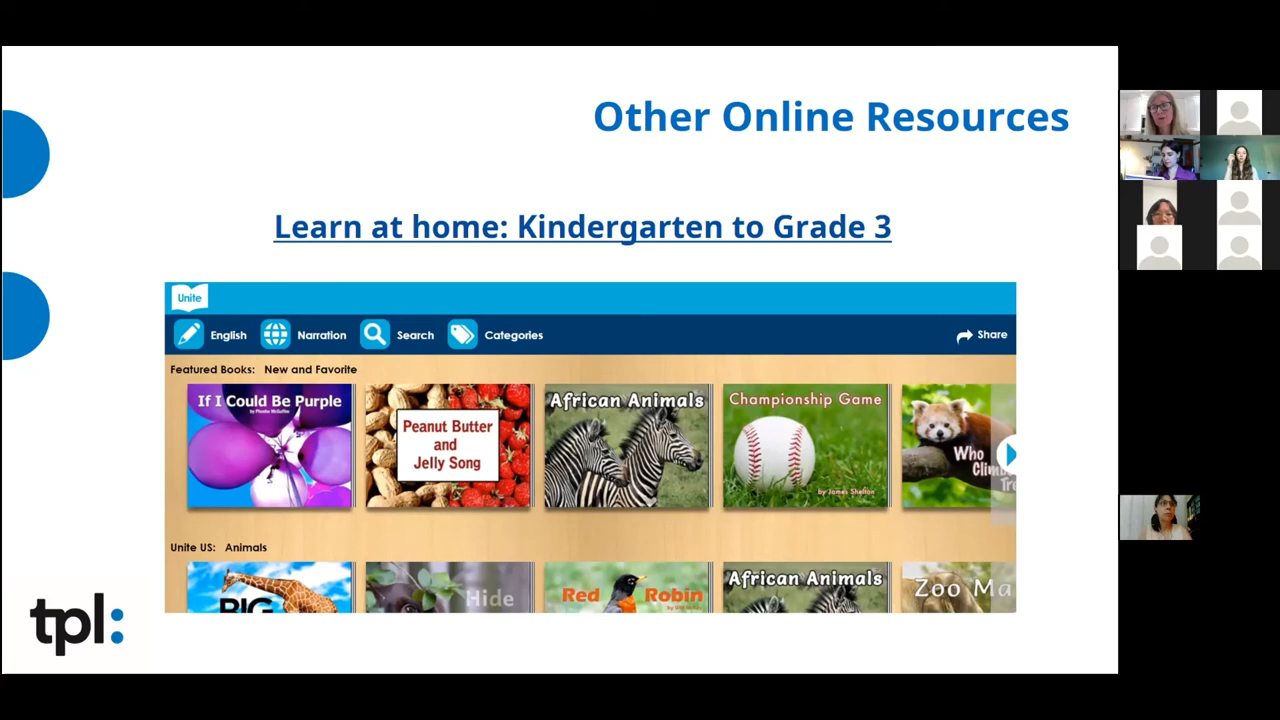 Other Online Resources
Learn at home: Kindergarten to Grade 3
Unite
English Narration Search Categories Share
Featured Books: New and Favorite
If I Could Be Purple
by Phoebe McGuffee
Peanut Butter
and
Jelly Song
African Animals
Championship Game
by James Shelton
Who
Climb
Tre
Unite US: Animals
BIG
Hide
Red Robin
African Animals
Zoo Ma
tpl: